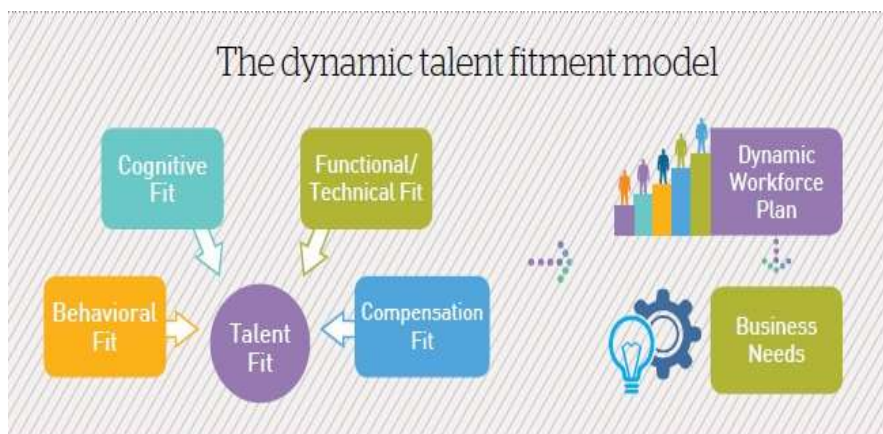 The dynamic talent fitment model
Cognitive
Fit
Functional/
Technical Fit
Behavioral
Fit
Talent
Fit
Compensation
Fit
Dynamic
Workforce
Plan
Business
Needs